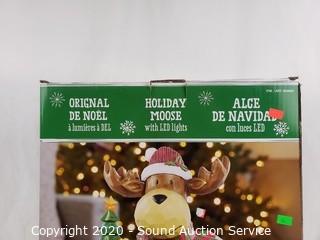 ORIGNAL
DE NOËL
à lumières à DEL
HOLIDAY
MOOSE
with LED lights
ALCE
DE NAVIDAD
con luces LED
Copyright 2020 - Sound Auction Service